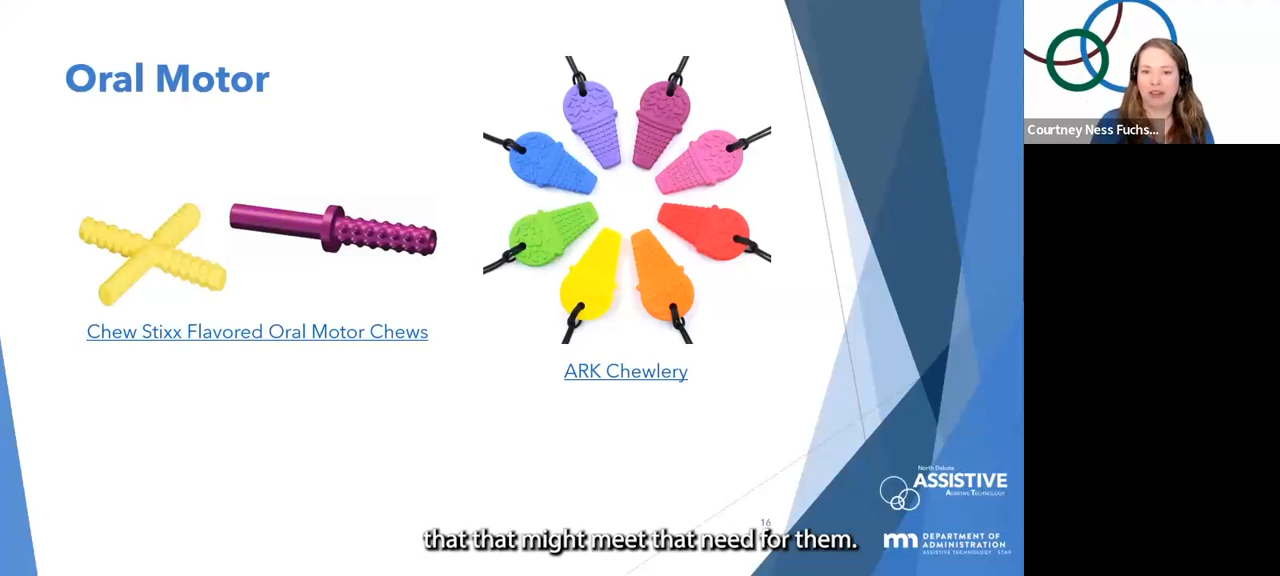 Oral Motor
Chew Stixx Flavored Oral Motor Chews
ARK Chewlery
Courtney Ness Fuchs...
North Dakota
ASSISTIVE
ASSISTIVE TECHNOLOGY
16
that that might meet that need for them.
mn DEPARTMENT OF
ADMINISTRATION
ASSISTIVE TECHNOLOGY STAR